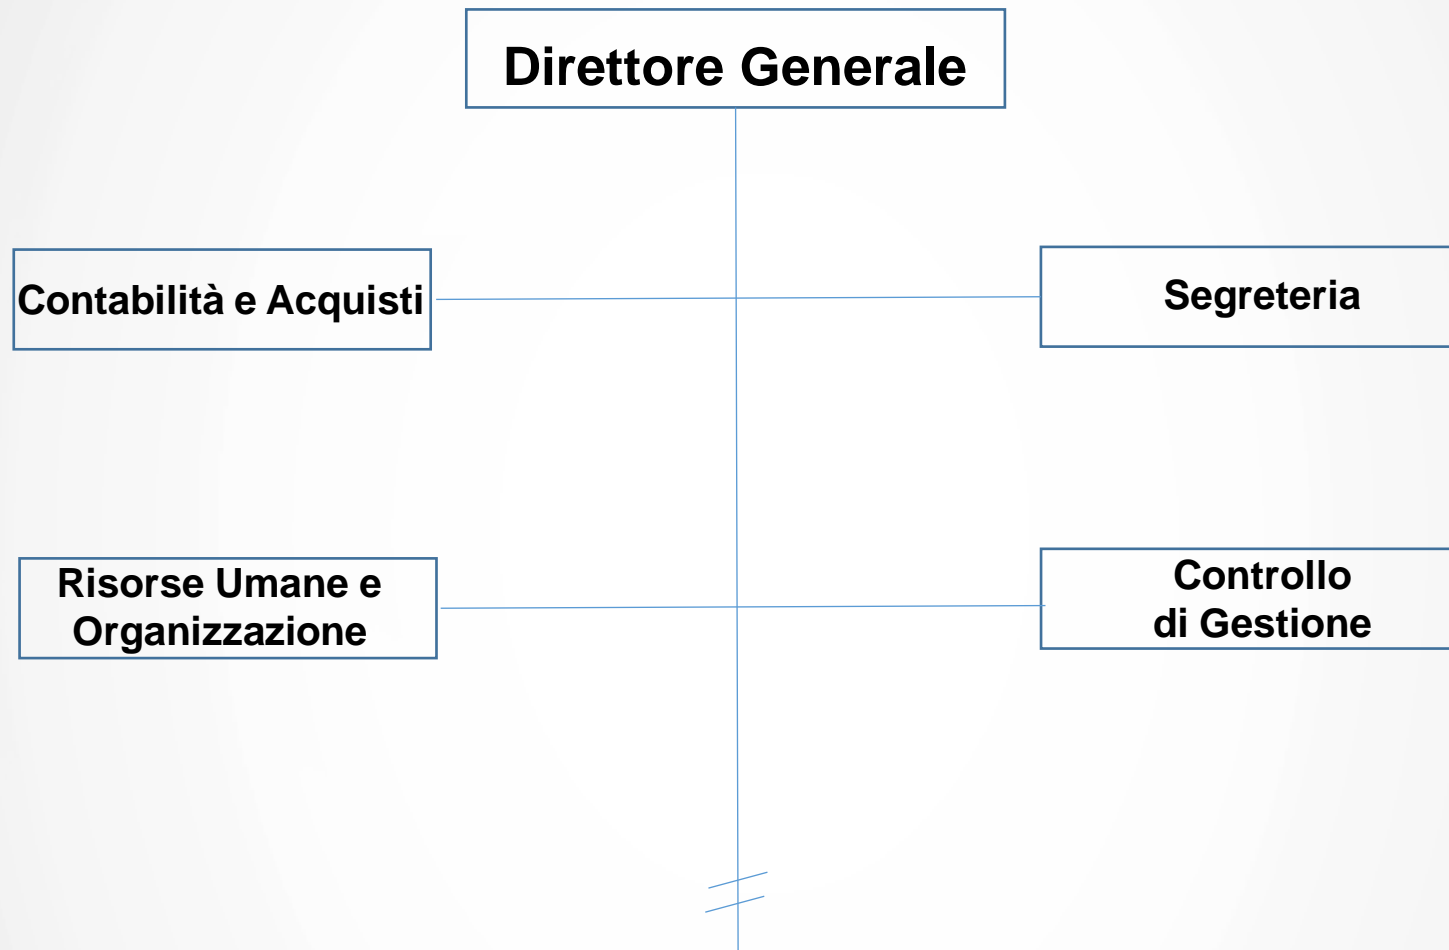 Direttore Generale
Contabilità e Acquisti
Segreteria
Risorse Umane e
Organizzazione
Controllo
di Gestione